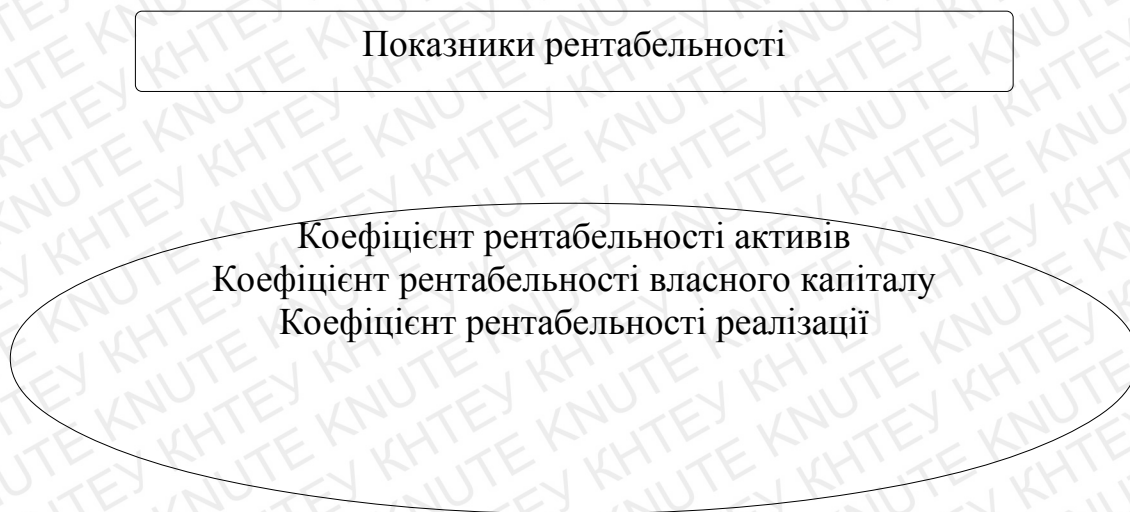 Показники рентабельності
Коефіцієнт рентабельності активів
Коефіцієнт рентабельності власного капіталу
Коефіцієнт рентабельності реалізації